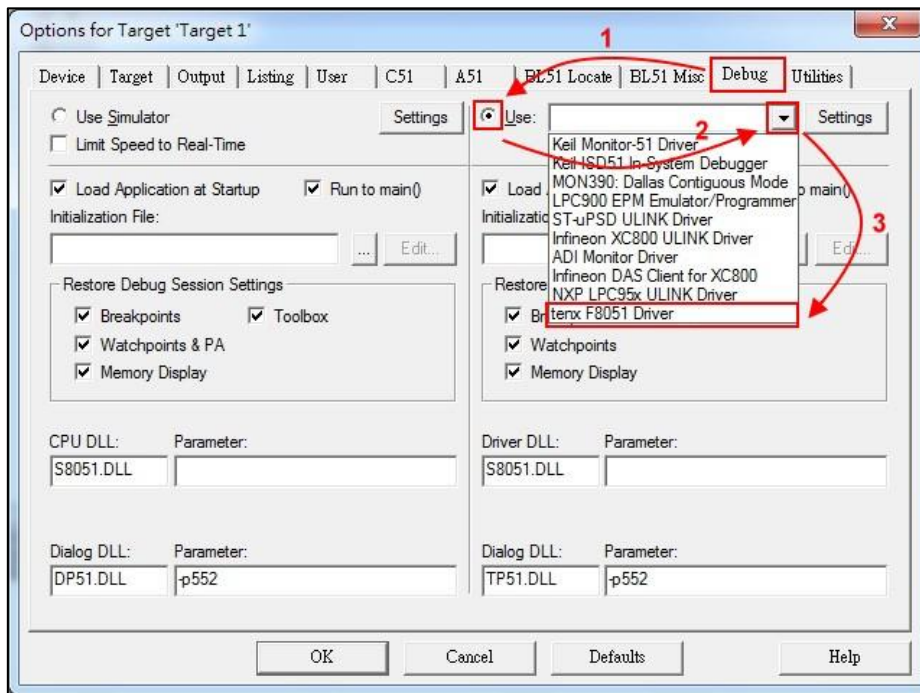 Options for Target 'Target 1'
1
Device Target Output Listing User C51 A51 BL51 Locate BL51 Misc Debug Utilities
Use Simulator
Settings
Use:
Settings
2
Limit Speed to Real-Time
Keil Monitor-51 Driver
Keil ISD51 In-System Debugger
MON390: Dallas Contiguous Mode
LPC900 EPM Emulator/Programmer
ST-uPSD ULINK Driver
Infineon XC800 ULINK Driver
ADI Monitor Driver
Infineon DAS Client for XC800
NXP LPC95x ULINK Driver
tenx F8051 Driver
3
Load Application at Startup
Run to main()
Load
o main()
Initialization File:
Initializatio
...
Edit...
Edi
Restore Debug Session Settings
Restore
Breakpoints
Toolbox
Br
Watchpoints & PA
Watchpoints
Memory Display
Memory Display
CPU DLL:
Parameter:
Driver DLL:
Parameter:
S8051.DLL
S8051.DLL
Dialog DLL:
Parameter:
Dialog DLL:
Parameter:
DP51.DLL
-p552
TP51.DLL
-p552
OK
Cancel
Defaults
Help